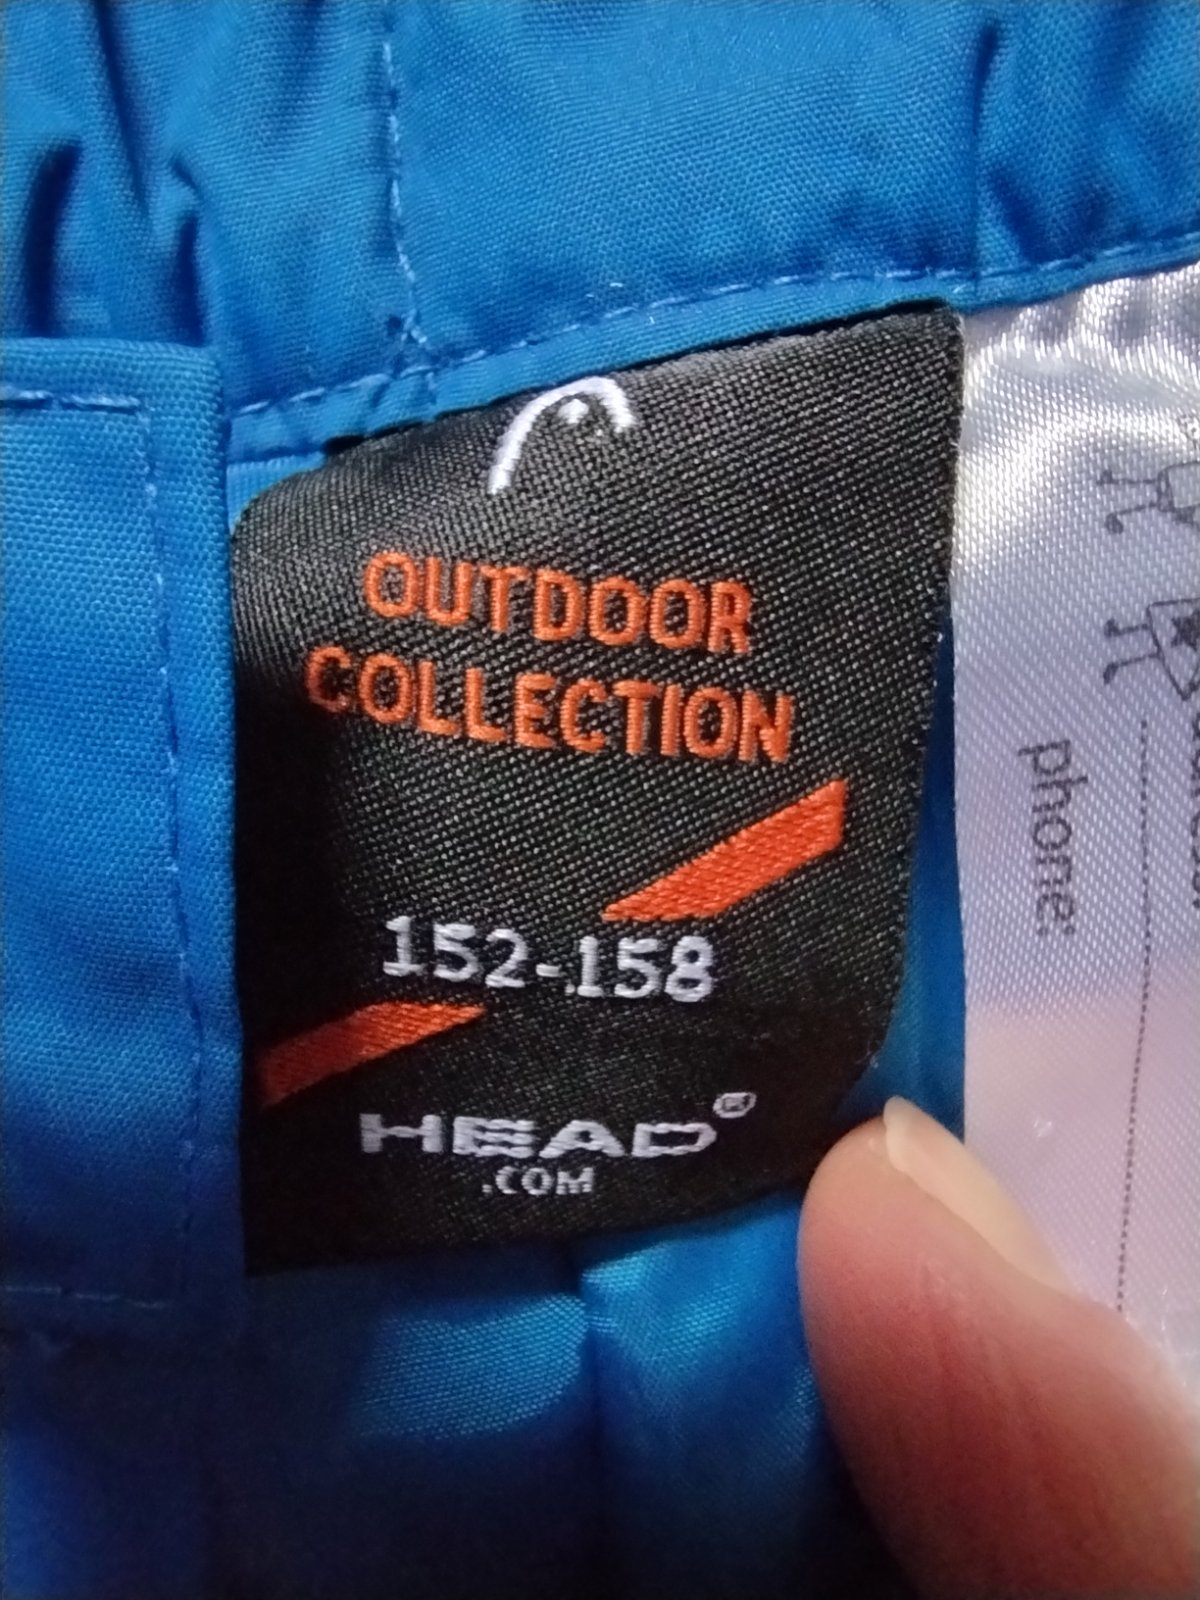 OUTDOOR
COLLECTION
152-158
HEAD®
.COM
phone: